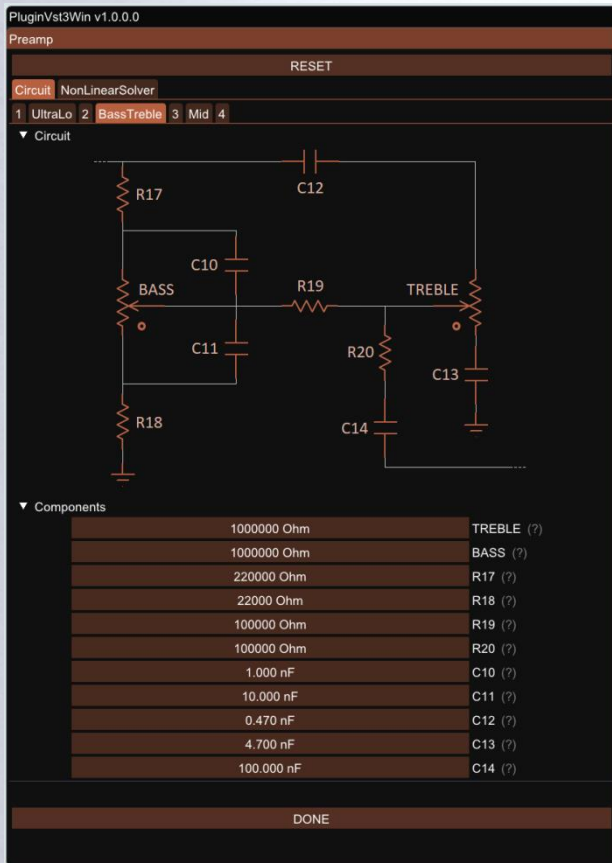 PluginVst3Win v1.0.0.0
Preamp
RESET
Circuit NonLinearSolver
1 UltraLo 2 BassTreble 3 Mid 4
Circuit
C12
R17
C10
R19
BASS
TREBLE
C11
R20
C13
R18
C14
Components
1000000 Ohm TREBLE (?)
1000000 Ohm BASS (?)
220000 Ohm R17 (?)
22000 Ohm R18 (?)
100000 Ohm R19 (?)
100000 Ohm R20 (?)
1.000 nF C10 (?)
10.000 nF C11 (?)
0.470 nF C12 (?)
4.700 nF C13 (?)
100.000 nF C14 (?)
DONE